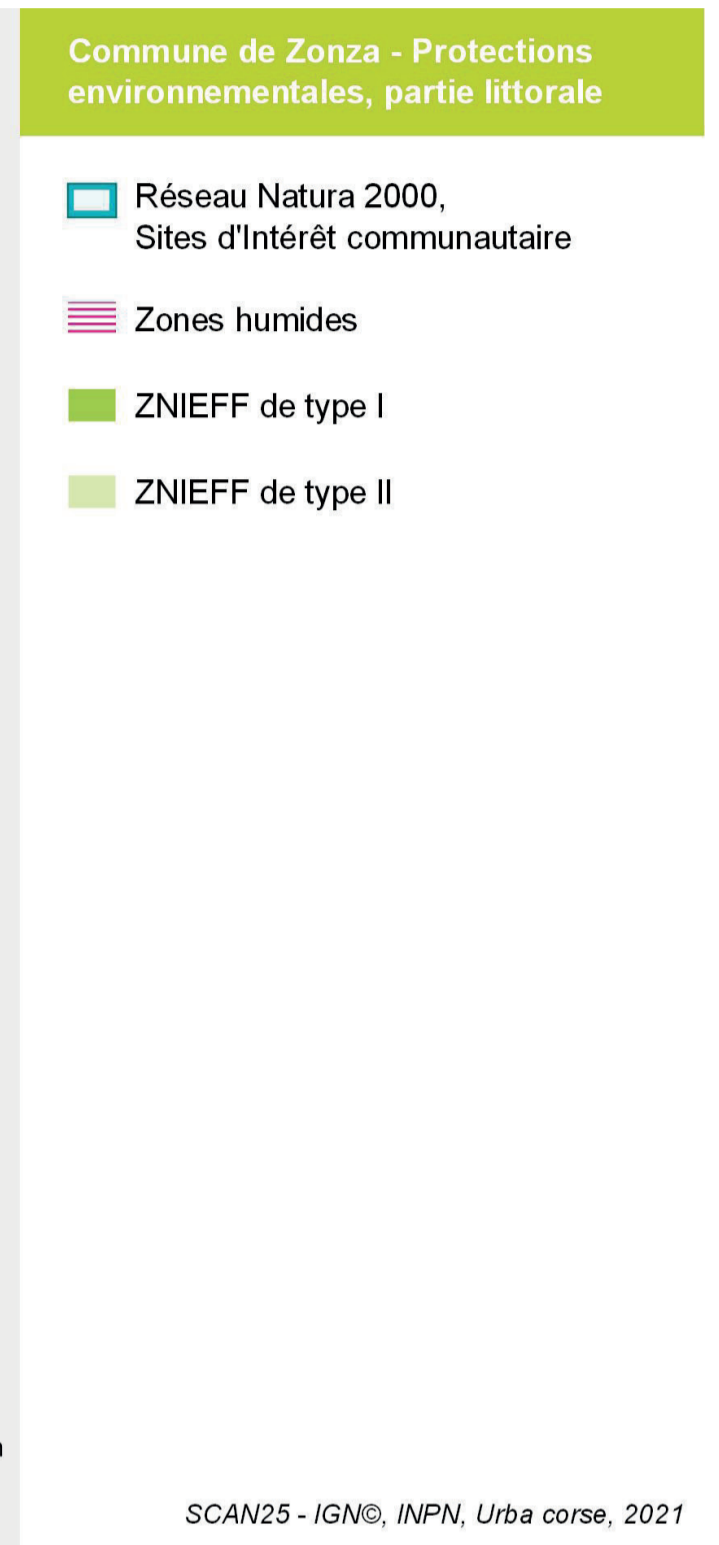 Commune de Zonza - Protections
environnementales, partie littorale
Réseau Natura 2000,
Sites d'Intérêt communautaire
Zones humides
ZNIEFF de type I
ZNIEFF de type II
SCAN25 - IGN©, INPN, Urba corse, 2021